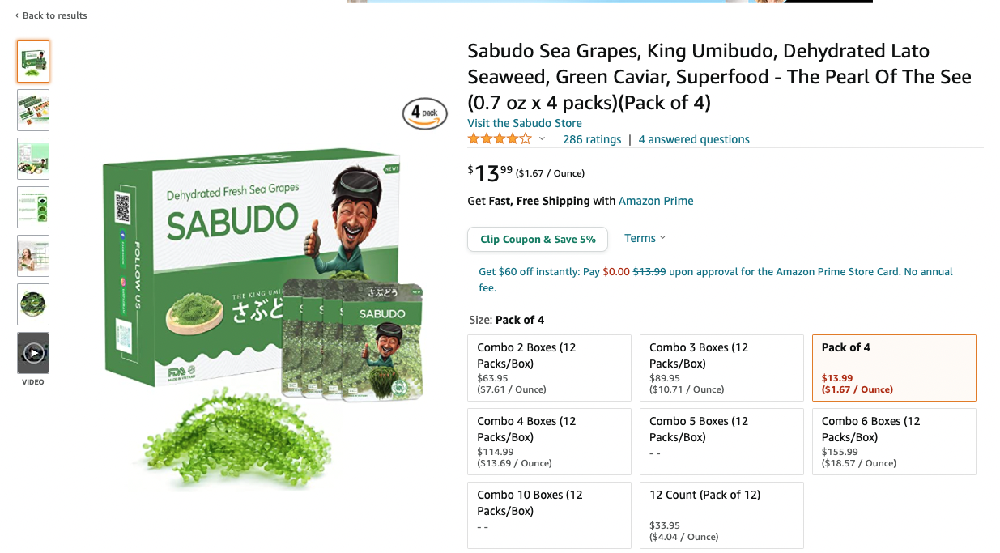 ‹ Back to results
Sabudo Sea Grapes, King Umibudo, Dehydrated Lato
Seaweed, Green Caviar, Superfood - The Pearl Of The See
(0.7 oz x 4 packs)(Pack of 4)
Visit the Sabudo Store
286 ratings | 4 answered questions
$13.99 ($1.67 / Ounce)
Get Fast, Free Shipping with Amazon Prime
Clip Coupon & Save 5% Terms
Get $60 off instantly: Pay $0.00 $13.99 upon approval for the Amazon Prime Store Card. No annual
fee.
Size: Pack of 4
Combo 2 Boxes (12
Packs/Box)
$63.95
($7.61 / Ounce)
Combo 3 Boxes (12
Packs/Box)
$89.95
($10.71 / Ounce)
Pack of 4
$13.99
($1.67 / Ounce)
Combo 4 Boxes (12
Packs/Box)
$114.99
($13.69 / Ounce)
Combo 5 Boxes (12
Packs/Box)
- -
Combo 6 Boxes (12
Packs/Box)
$155.99
($18.57 / Ounce)
Combo 10 Boxes (12
Packs/Box)
- -
12 Count (Pack of 12)
$33.95
($4.04 / Ounce)
4 pack
NEW!
Dehydrated Fresh Sea Grapes
SABUDO
FOLLOW US
THE KING UMI
さぶど
FDA
MADE IN VIETNAM
さぶどう
SABUDO
VIDEO